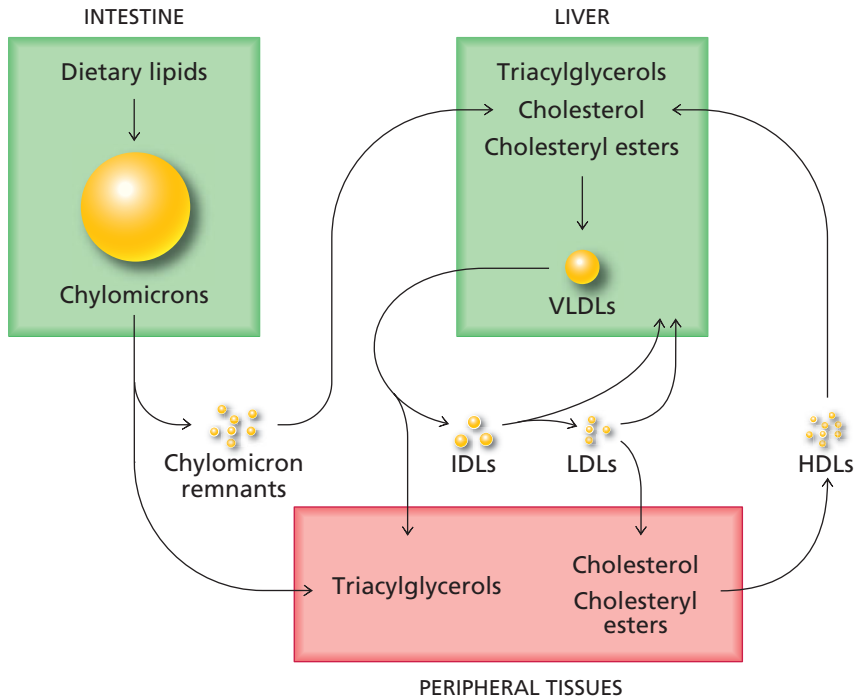 INTESTINE
Dietary lipids
Chylomicrons
LIVER
Triacylglycerols
Cholesterol
Cholesteryl esters
VLDLs
Chylomicron
remnants
IDLs
LDLs
HDLs
Triacylglycerols
Cholesterol
Cholesteryl
esters
PERIPHERAL TISSUES